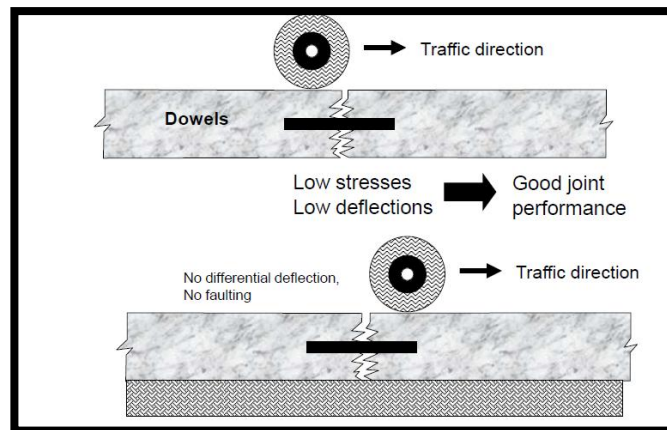 Traffic direction
Dowels
Low stresses
Low deflections
Good joint
performance
No differential deflection,
No faulting
Traffic direction